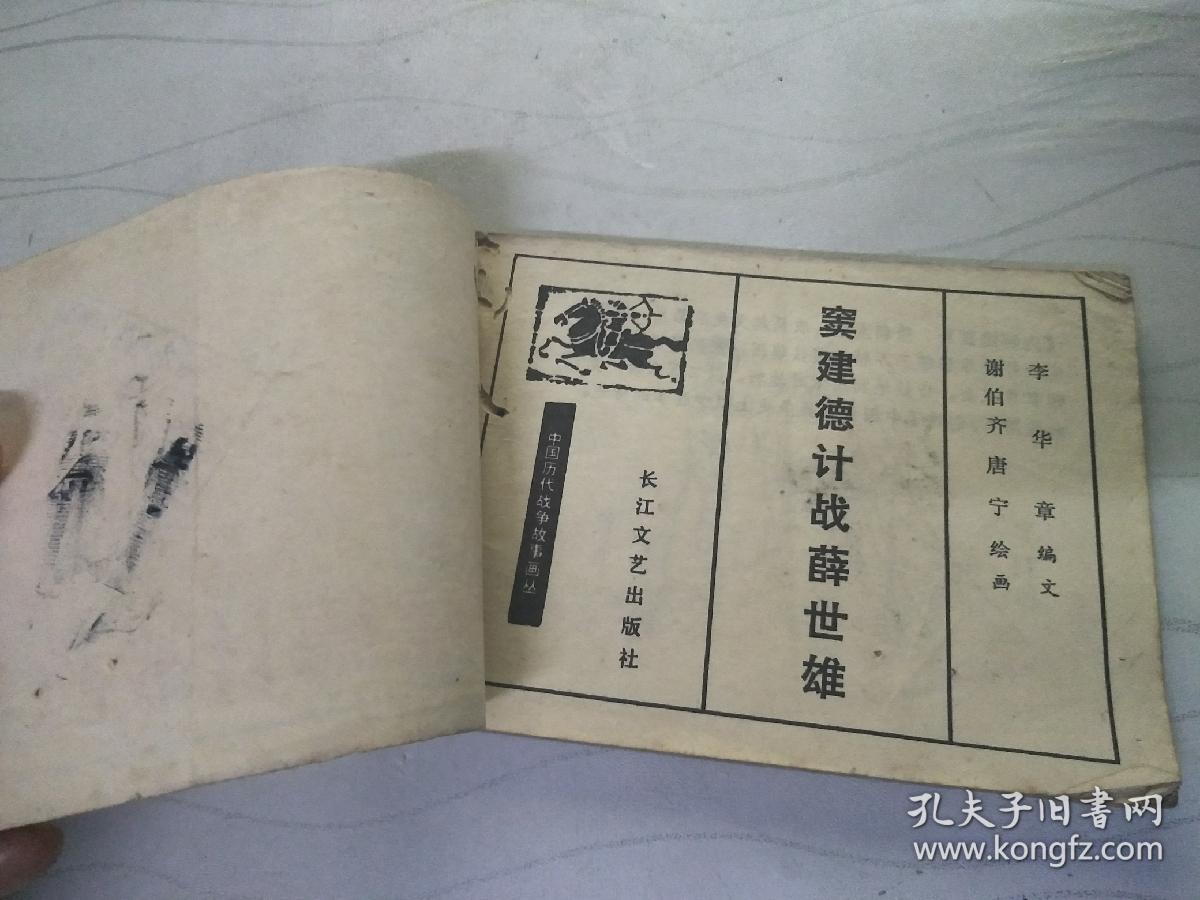 李华章编文
谢伯齐唐宁绘画
窦建德计战薛世雄
长江文艺出版社
中国历代战争故事画丛
孔夫子旧书网
www.kongfz.com